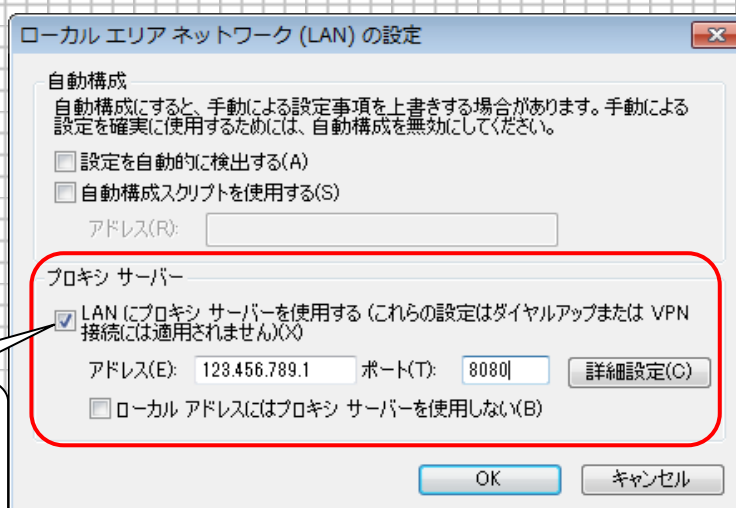 ローカル エリア ネットワーク (LAN) の設定
自動構成
自動構成にすると、手動による設定事項を上書きする場合があります。手動による
設定を確実に使用するためには、自動構成を無効にしてください。
設定を自動的に検出する(A)
自動構成スクリプトを使用する(S)
アドレス(R):
プロキシ サーバー
LAN にプロキシ サーバーを使用する (これらの設定はダイヤルアップまたは VPN
接続には適用されません)(X)
アドレス(E): 123.456.789.1 ポート(T): 8080 詳細設定(C)
ローカル アドレスにはプロキシ サーバーを使用しない(B)
OK キャンセル